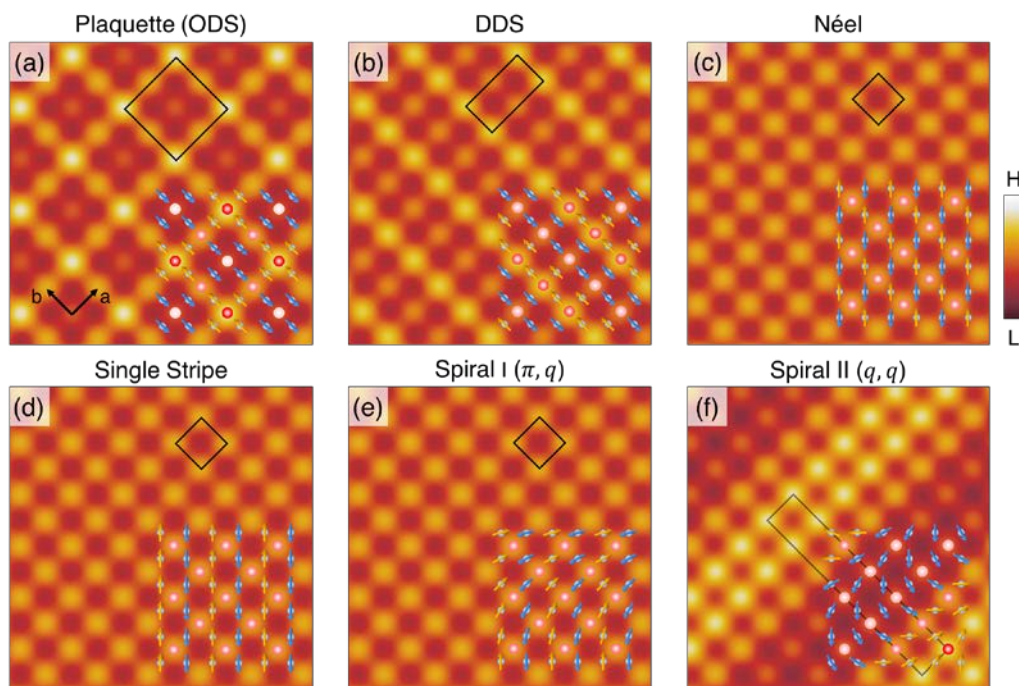 Plaquette (ODS)
DDS
Néel
(a)
(b)
(c)
H
L
b
a
Single Stripe
Spiral I (π, q)
Spiral II (q, q)
(d)
(e)
(f)